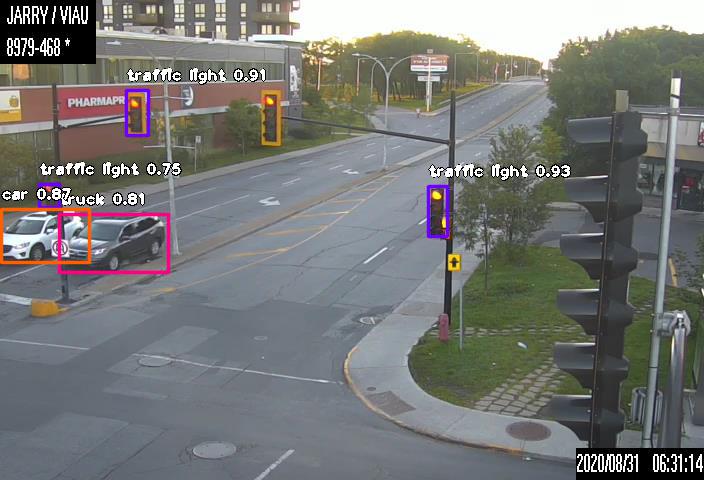 JARRY / VIAU
8979-468 *
traffic light 0.91
PHARMAPR
traffic light 0.75
traffic light 0.93
car 0.87
truck 0.81
2020/08/31 06:31:14